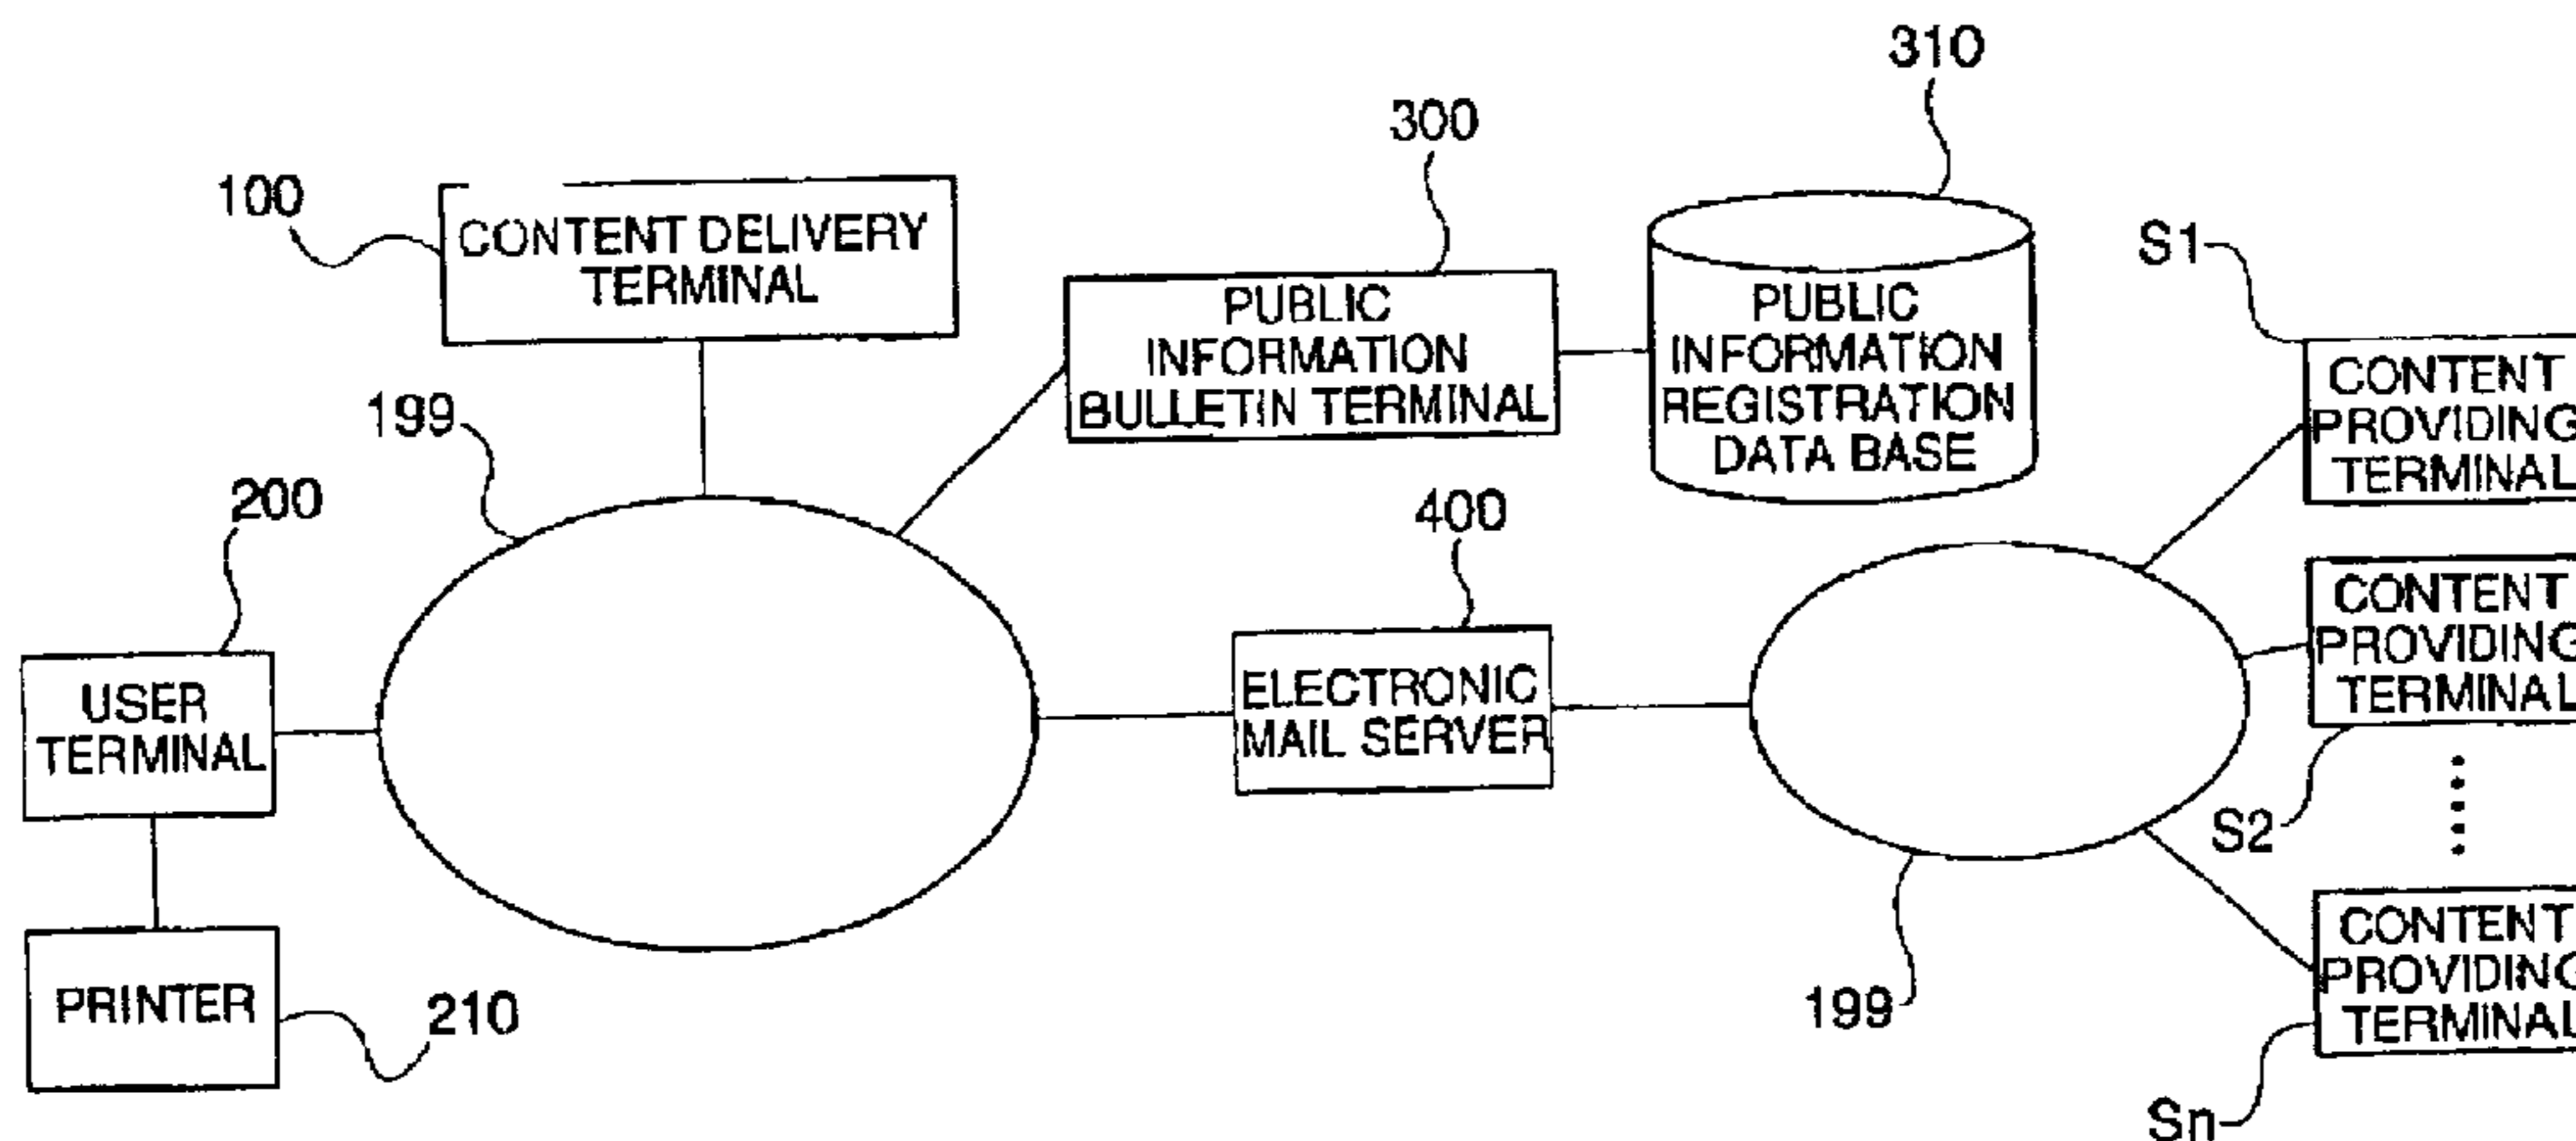 310
300
100
CONTENT DELIVERY
TERMINAL
PUBLIC
INFORMATION
BULLETIN TERMINAL
PUBLIC
INFORMATION
REGISTRATION
DATA BASE
S1
CONTENT
PROVIDING
TERMINAL
199
200
400
USER
TERMINAL
ELECTRONIC
MAIL SERVER
CONTENT
PROVIDING
TERMINAL
S2
PRINTER
210
199
CONTENT
PROVIDING
TERMINAL
Sn